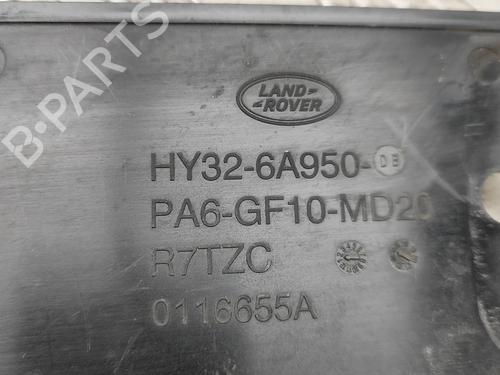 B-PARTS
LAND
ROVER
HY32-6A950-DB
PA6-GF10-MD20
R7TZC
0116655A